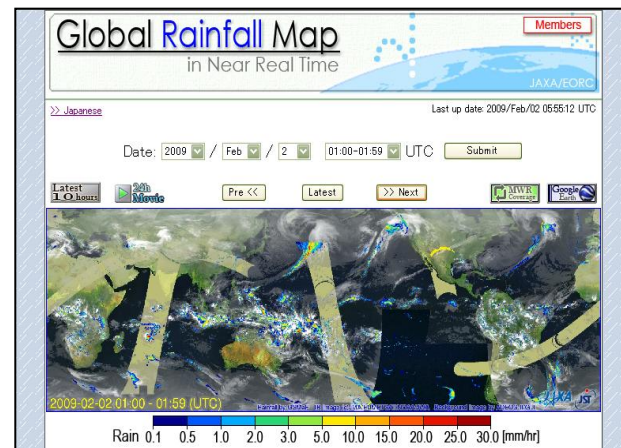 Global Rainfall Map
in Near Real Time
Members
JAXA/EORC
>> Japanese
Last up date: 2009/Feb/02 05:55:12 UTC
Date: 2009 / Feb / 2 01:00-01:59 UTC Submit
Latest
10 hours
24h
Movie
Pre <<
Latest
>> Next
MWR
Coverage
Google
Earth
2009-02-02 01:00 - 01:59 (UTC)
JAXA JST
Rain 0.1 0.5 1.0 2.0 3.0 5.0 10.0 15.0 20.0 25.0 30.0 [mm/hr]